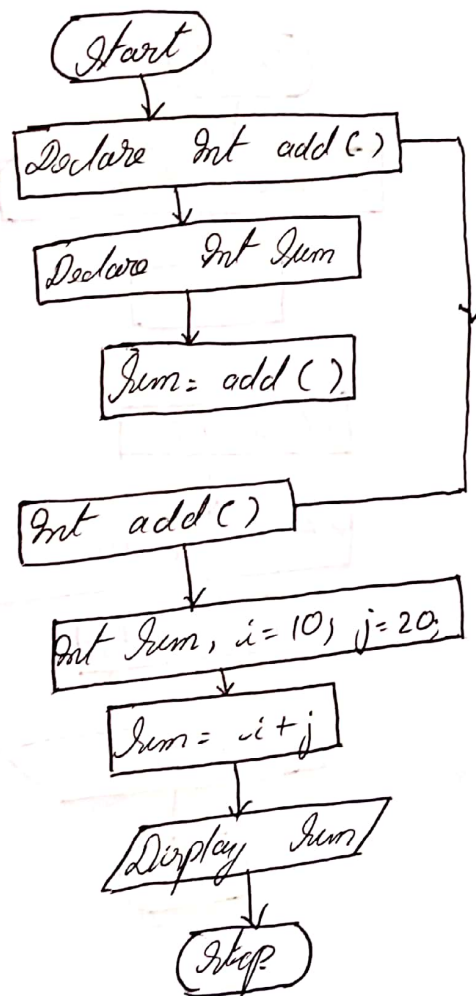 Start
Declare Int add(.)
Declare Int Sum
Sum = add ( )
Int add ( )
Int Sum, i = 10; j = 20;
Sum = i + j
Display Sum
Stop.